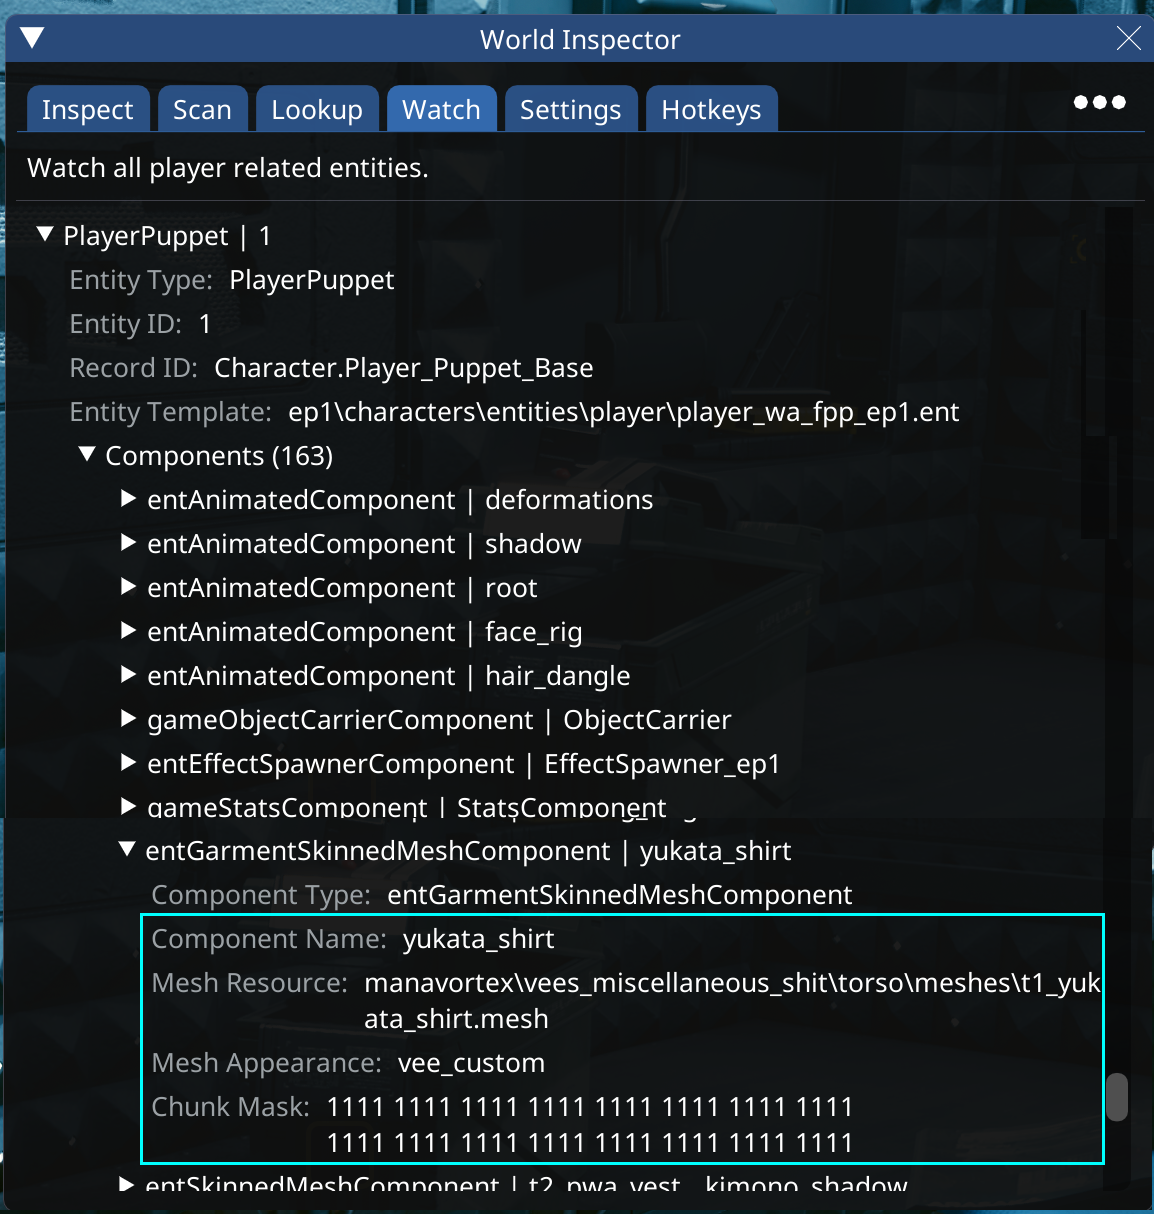 World Inspector
Inspect Scan Lookup Watch Settings Hotkeys
Watch all player related entities.
PlayerPuppet | 1
Entity Type: PlayerPuppet
Entity ID: 1
Record ID: Character.Player_Puppet_Base
Entity Template: ep1\characters\entities\player\player_wa_fpp_ep1.ent
Components (163)
entAnimatedComponent | deformations
entAnimatedComponent | shadow
entAnimatedComponent | root
entAnimatedComponent | face_rig
entAnimatedComponent | hair_dangle
gameObjectCarrierComponent | ObjectCarrier
entEffectSpawnerComponent | EffectSpawner_ep1
gameStatsComponent | StatsComponent
entGarmentSkinnedMeshComponent | yukata_shirt
Component Type: entGarmentSkinnedMeshComponent
Component Name: yukata_shirt
Mesh Resource: manavortex\vees_miscellaneous_shit\torso\meshes\t1_yuk
ata_shirt.mesh
Mesh Appearance: vee_custom
Chunk Mask: 1111 1111 1111 1111 1111 1111 1111 1111
1111 1111 1111 1111 1111 1111 1111 1111
entSkinnedMeshComponent | t2_pwa_vest__kimono_shadow